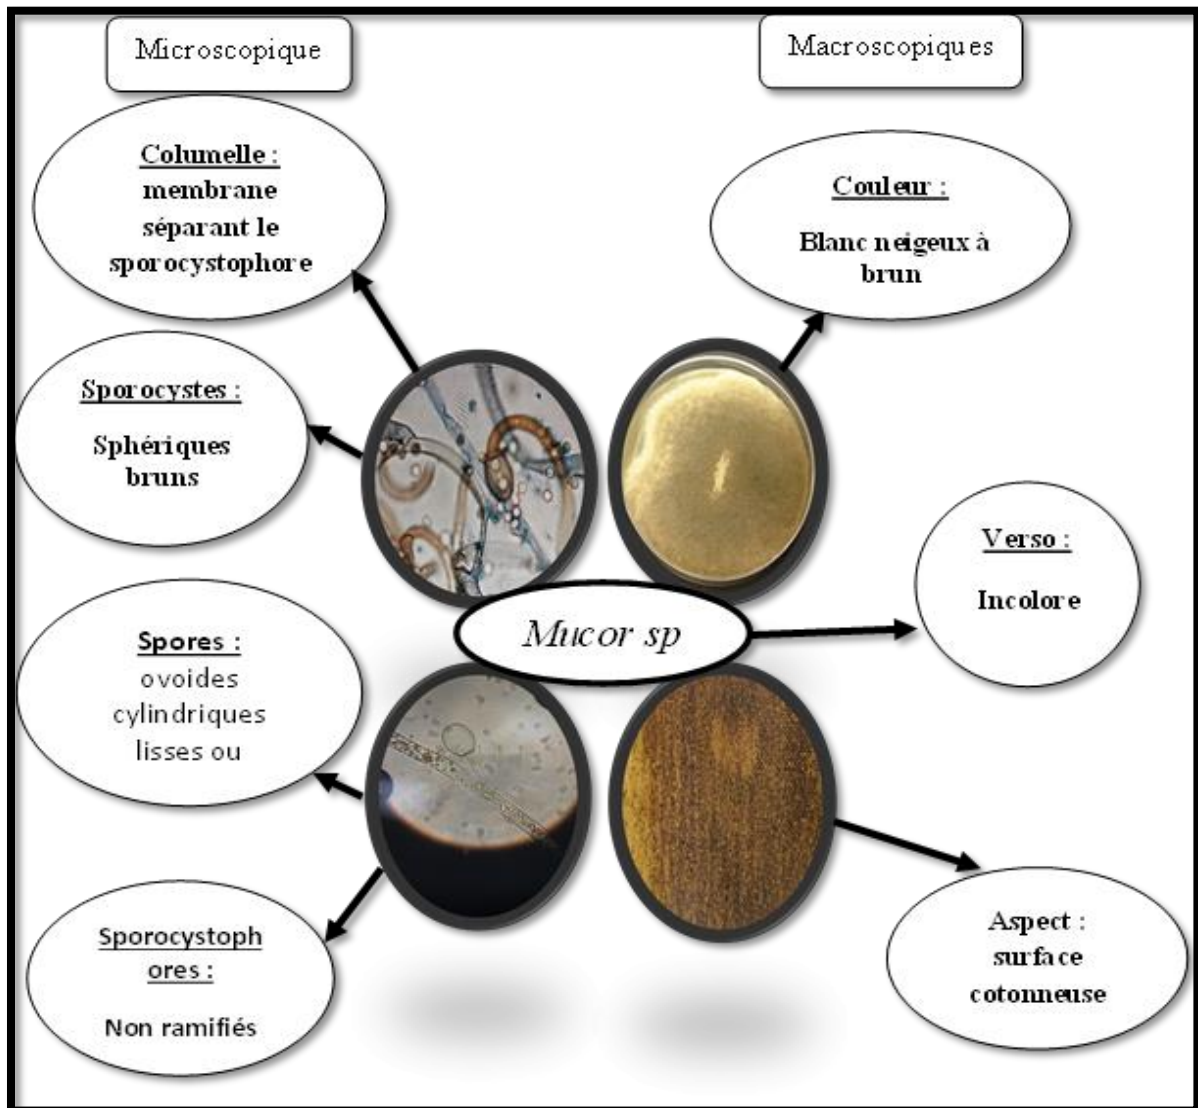 Microscopique
Macroscopiques
Columelle :
membrane
séparant le
sporocystophore
Couleur :
Blanc neigeux à
brun
Sporocystes :
Sphériques
bruns
Verso :
Incolore
Mucor sp
Spores :
ovoides
cylindriques
lisses ou
Sporocystoph
ores :
Non ramifiés
Aspect :
surface
cotonneuse